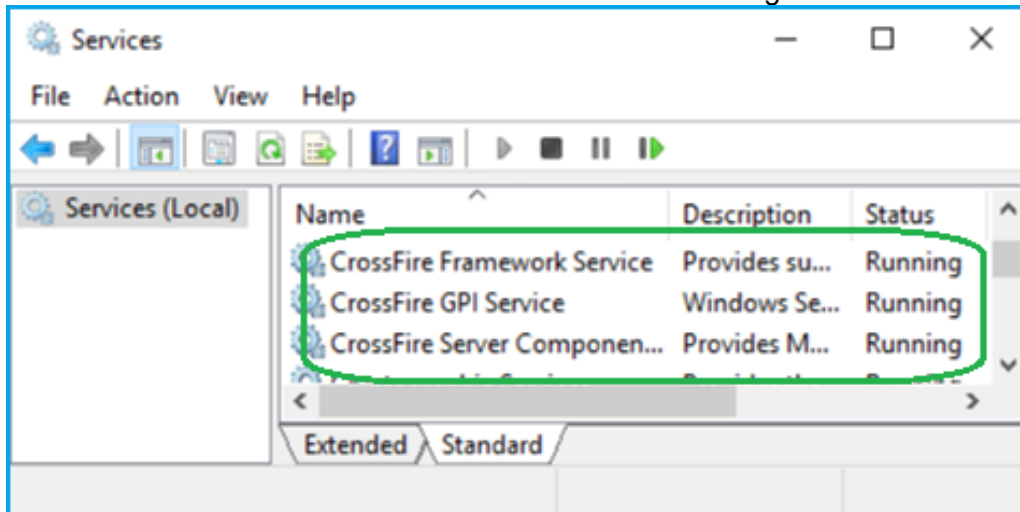 Services
File Action View Help
Services (Local)
Name Description Status
CrossFire Framework Service Provides su... Running
CrossFire GPI Service Windows Se... Running
CrossFire Server Componen... Provides M... Running
Extended Standard